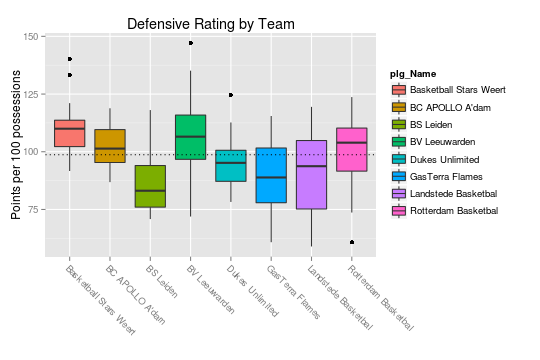 Defensive Rating by Team
Points per 100 possessions
150
125
100
75
Basketball Stars Weert
BC APOLLO A'dam
BS Leiden
BV Leeuwarden
Dukes Unlimited
GasTerra Flames
Landstede Basketbal
Rotterdam Basketbal
plg_Name
Basketball Stars Weert
BC APOLLO A'dam
BS Leiden
BV Leeuwarden
Dukes Unlimited
GasTerra Flames
Landstede Basketbal
Rotterdam Basketbal